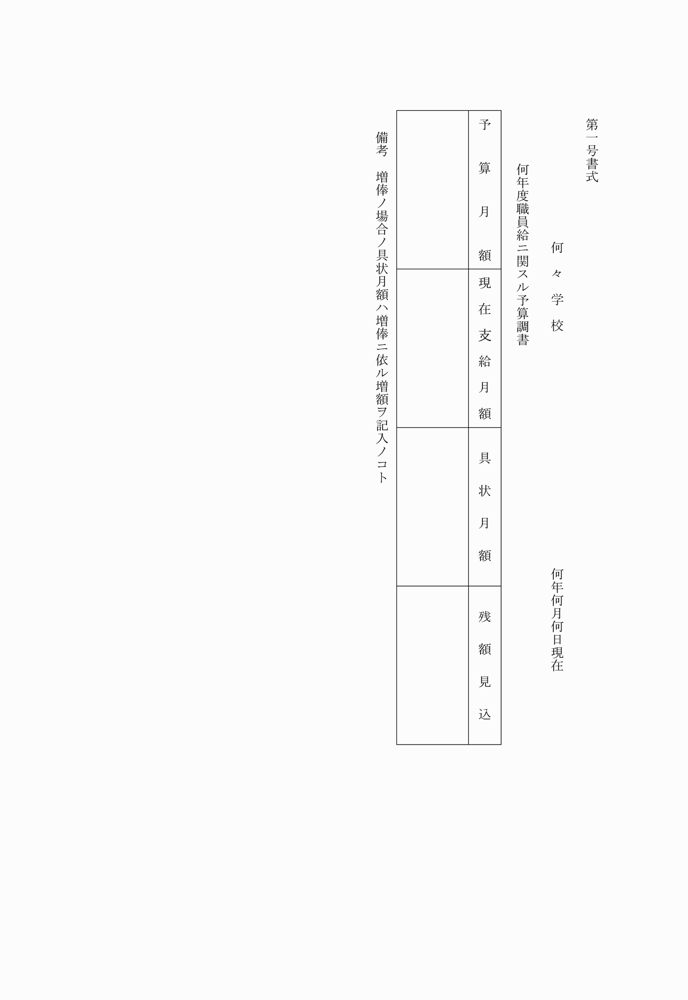 第一号書式
何々学校　何年何月何日現在
何年度職員給ニ関スル予算調書
予算月額
現在支給月額
具状月額
残額見込
備考　増俸ノ場合ノ具状月額ハ増俸ニ依ル増額ヲ記入ノコト